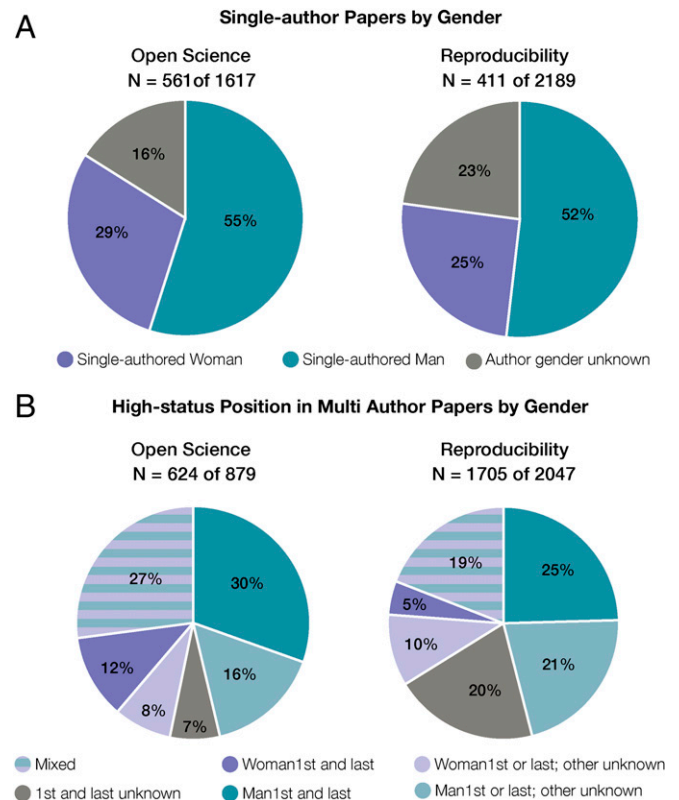 A
Single-author Papers by Gender
Open Science
N = 561of 1617
Reproducibility
N = 411 of 2189
16%
55%
29%
23%
52%
25%
Single-authored Woman
Single-authored Man
Author gender unknown
B
High-status Position in Multi Author Papers by Gender
Open Science
N = 624 of 879
Reproducibility
N = 1705 of 2047
27%
30%
16%
12%
8%
7%
19%
25%
5%
10%
21%
20%
Mixed
Woman1st and last
Woman1st or last; other unknown
1st and last unknown
Man1st and last
Man1st or last; other unknown